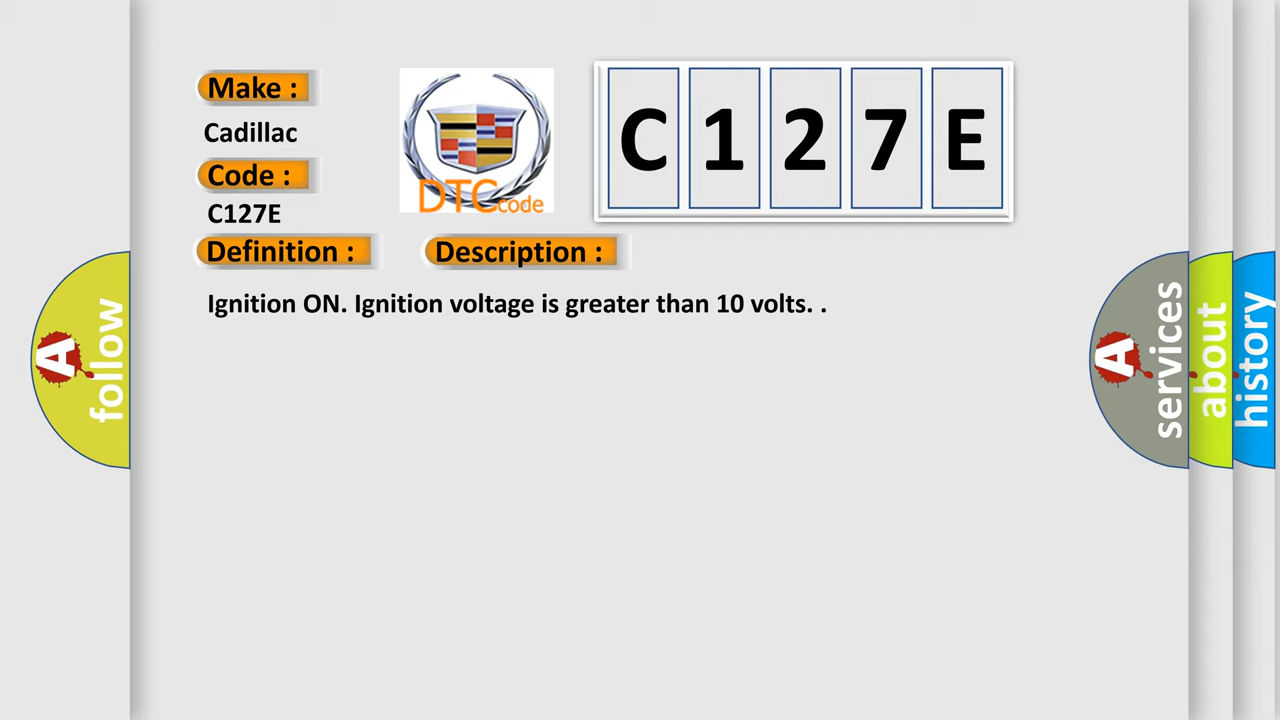 Make :
Cadillac
Code :
C127E
Definition :
Description :
Ignition ON. Ignition voltage is greater than 10 volts. .
DTC code
C 1 2 7 E
A follow
A services
about
history